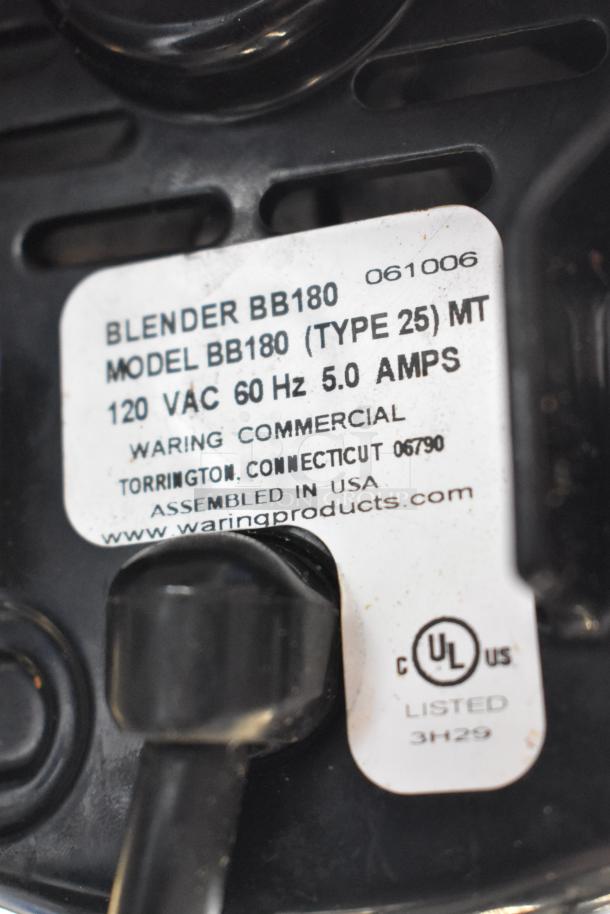 BLENDER BB180 061006
MODEL BB180 (TYPE 25) MT
120 VAC 60 Hz 5.0 AMPS
WARING COMMERCIAL
TORRINGTON, CONNECTICUT 06790
ASSEMBLED IN USA
www.waringproducts.com
C UL US
LISTED
3H29